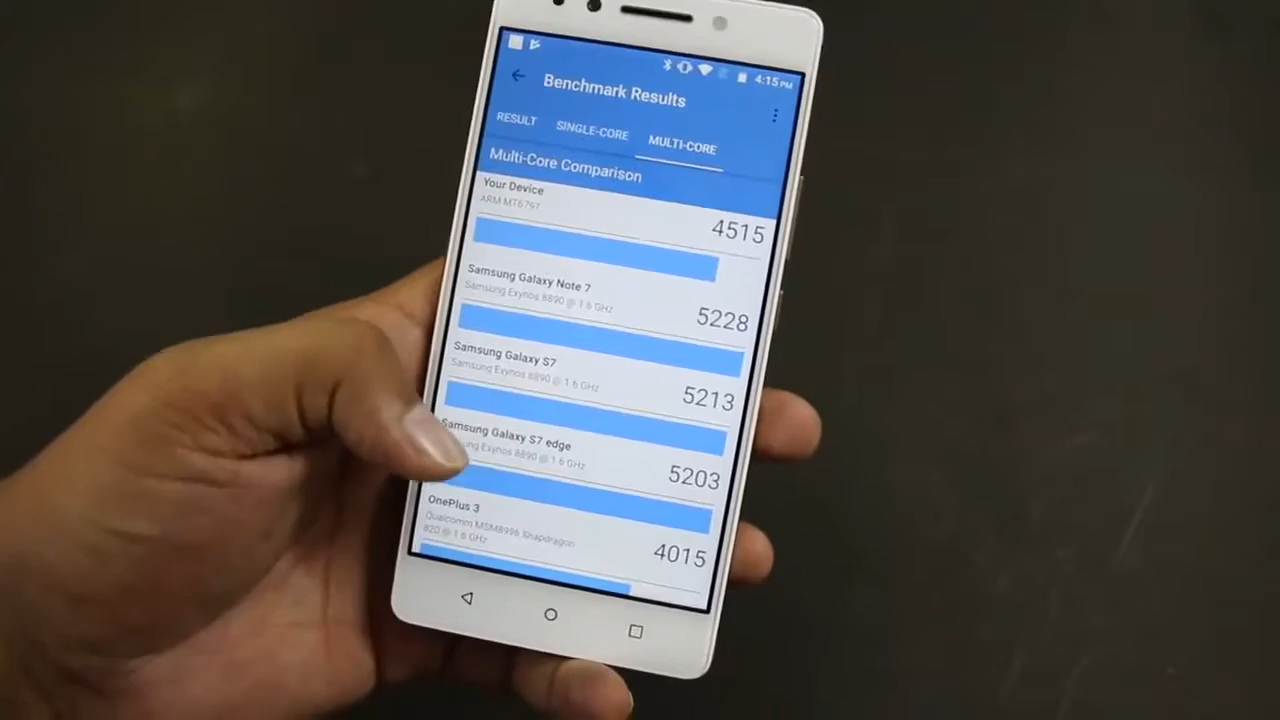 4:15 PM
Benchmark Results
RESULT SINGLE-CORE MULTI-CORE
Multi-Core Comparison
Your Device
ARM MT6797
4515
Samsung Galaxy Note 7
Samsung Exynos 8890 @ 1.6 GHz
5228
Samsung Galaxy S7
Samsung Exynos 8890 @ 1.6 GHz
5213
Samsung Galaxy S7 edge
sung Exynos 8890 @ 1.6 GHz
5203
OnePlus 3
Qualcomm MSM8996 Snapdragon
820 @ 1.6 GHz
4015